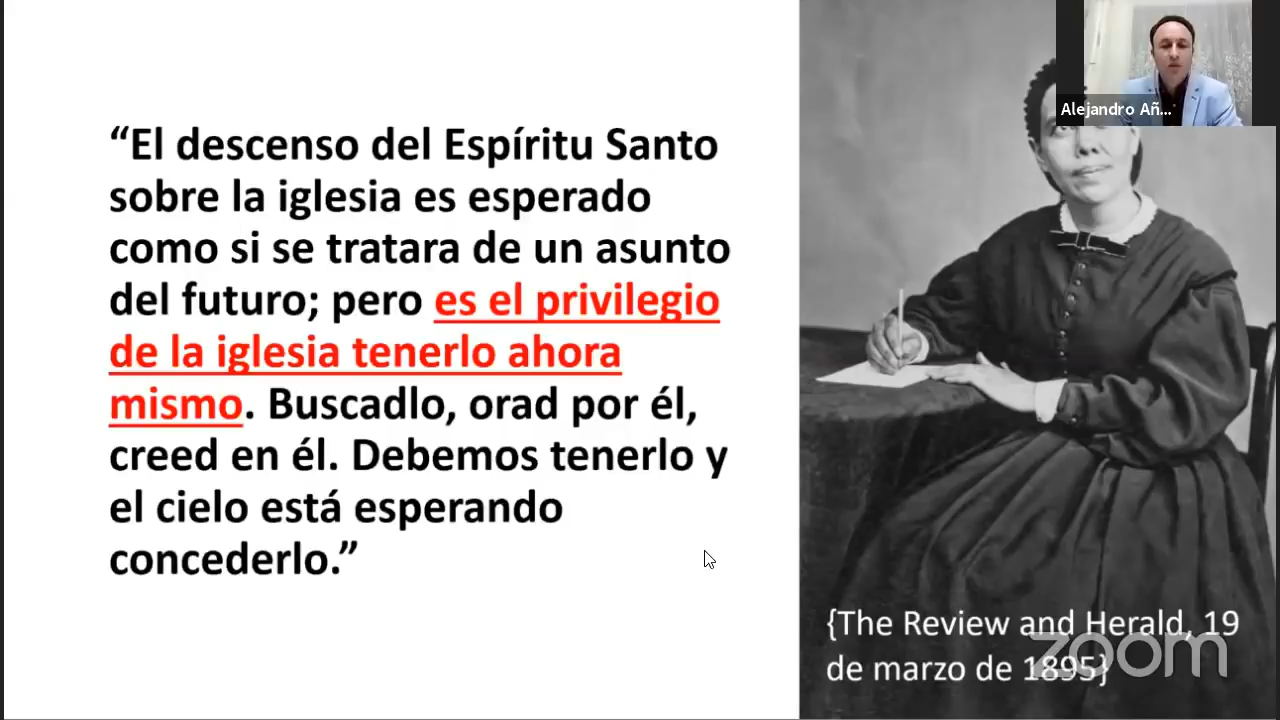 “El descenso del Espíritu Santo
sobre la iglesia es esperado
como si se tratara de un asunto
del futuro; pero es el privilegio
de la iglesia tenerlo ahora
mismo. Buscadlo, orad por él,
creed en él. Debemos tenerlo y
el cielo está esperando
concederlo.”
Alejandro Añ...
{The Review and Herald, 19
de marzo de 1895}
zoom